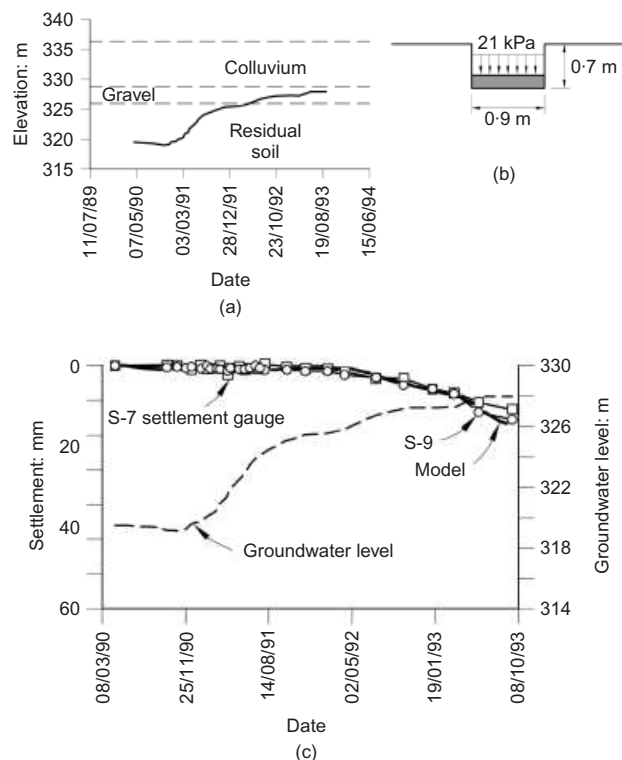 (a)
Elevation: m
340
335
330
325
320
315
Colluvium
Gravel
Residual
soil
11/07/89
07/05/90
03/03/91
28/12/91
23/10/92
19/08/93
15/06/94
Date
(a)
21 kPa
0·7 m
0·9 m
(b)
Settlement: mm
0
20
40
60
S-7 settlement gauge
S-9
Model
Groundwater level
330
326
320
318
314
Groundwater level: m
08/03/90
25/11/90
14/08/91
02/05/92
19/01/93
08/10/93
Date
(c)